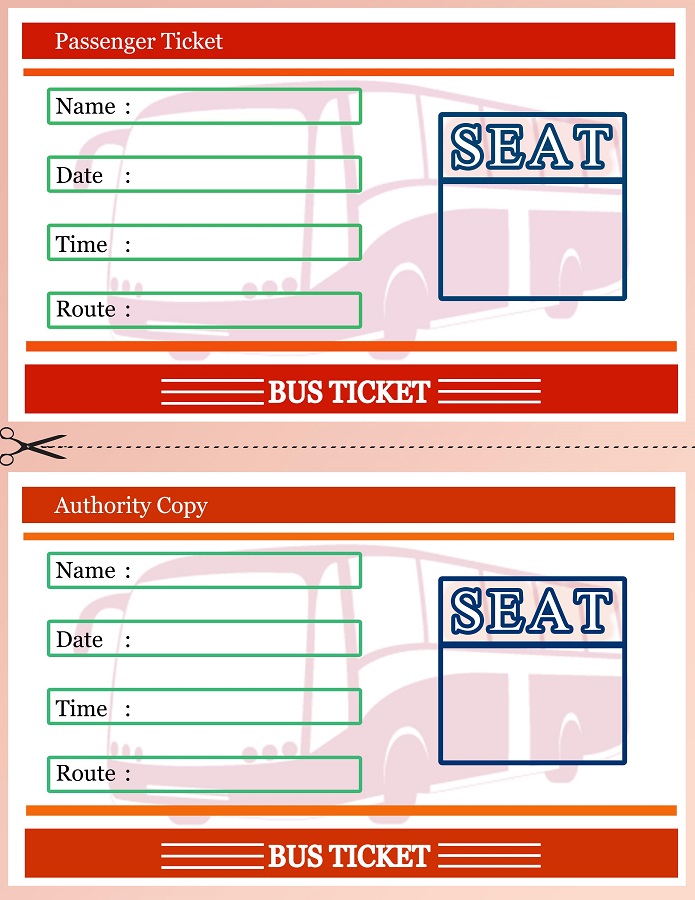 Passenger Ticket
Name :
SEAT
Date :
Time :
Route :
BUS TICKET
Authority Copy
Name :
SEAT
Date :
Time :
Route :
BUS TICKET